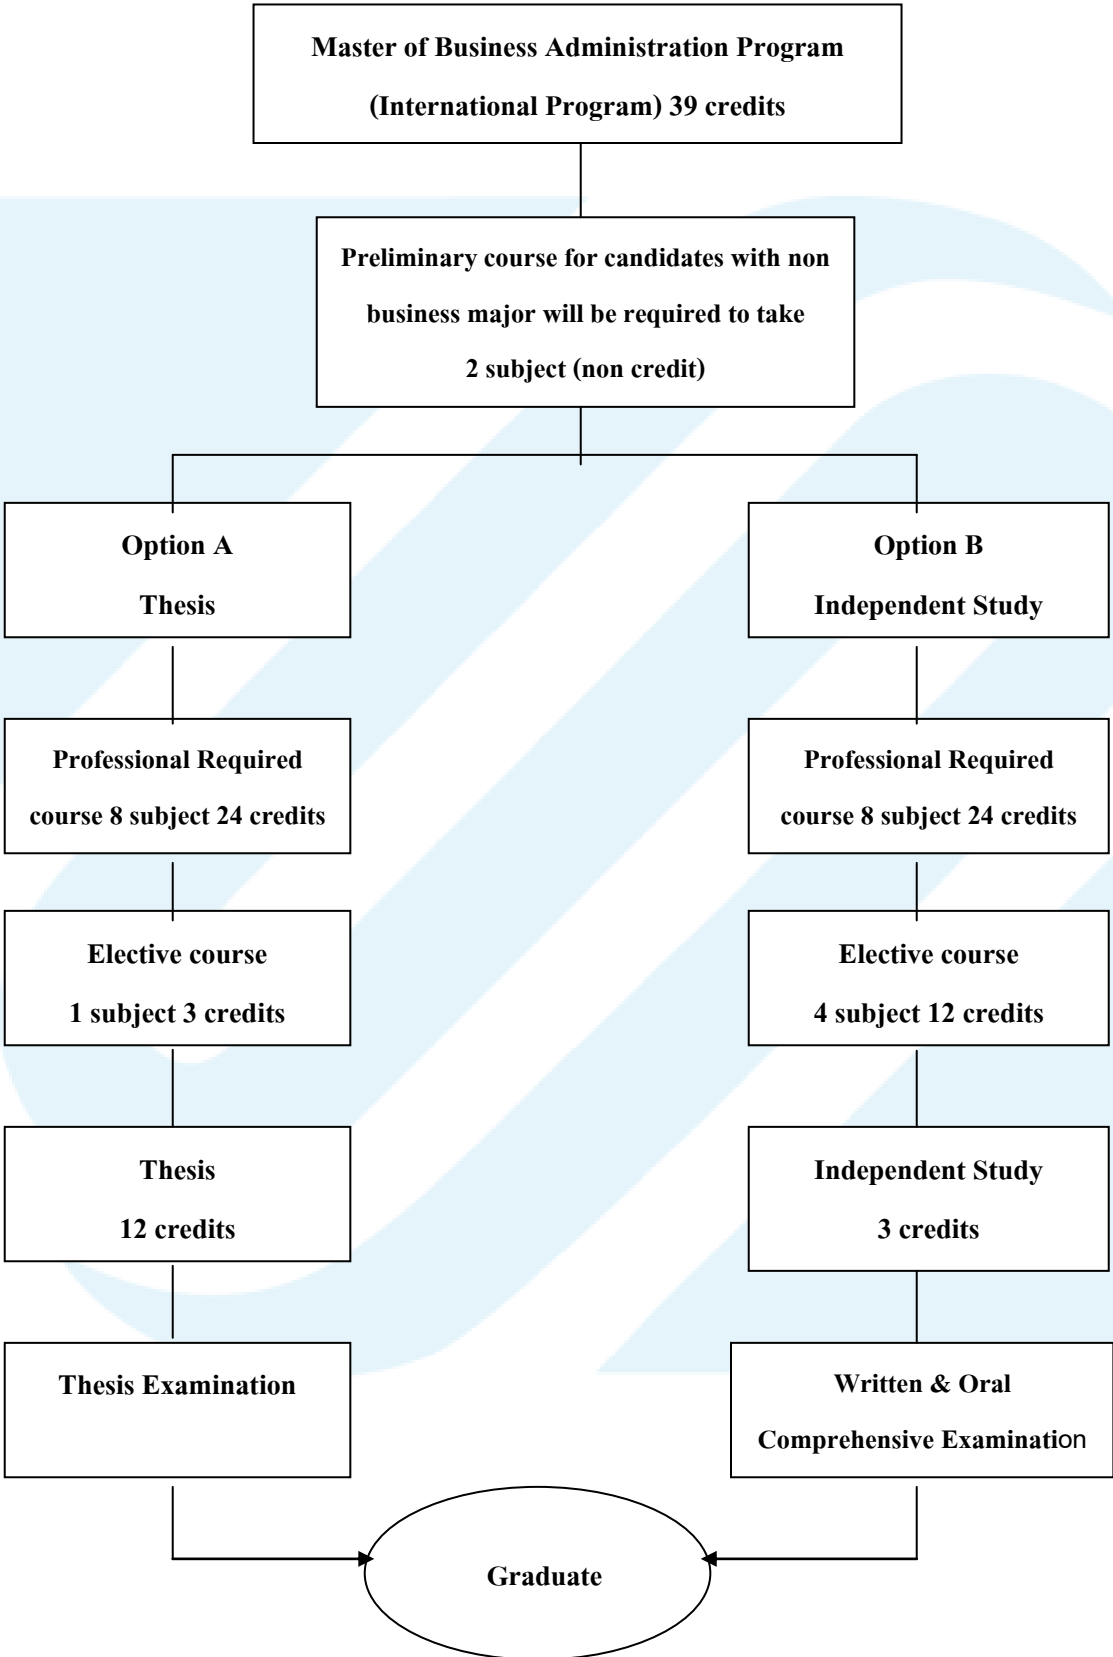 Master of Business Administration Program
(International Program) 39 credits
Preliminary course for candidates with non
business major will be required to take
2 subject (non credit)
Option A
Thesis
Option B
Independent Study
Professional Required
course 8 subject 24 credits
Professional Required
course 8 subject 24 credits
Elective course
1 subject 3 credits
Elective course
4 subject 12 credits
Thesis
12 credits
Independent Study
3 credits
Thesis Examination
Written & Oral
Comprehensive Examination
Graduate